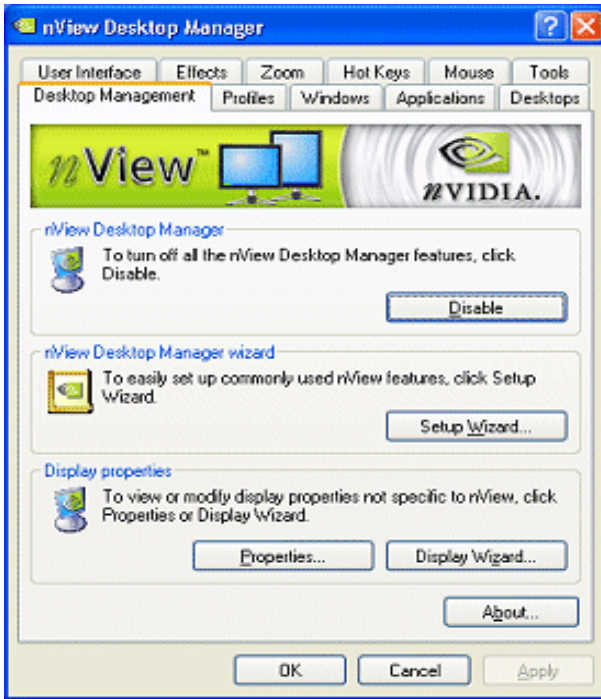 nView Desktop Manager
User Interface Effects Zoom Hot Keys Mouse Tools
Desktop Management Profiles Windows Applications Desktops
nView™ nVIDIA.
nView Desktop Manager
To turn off all the nView Desktop Manager features, click
Disable.
Disable
nView Desktop Manager wizard
To easily set up commonly used nView features, click Setup
Wizard.
Setup Wizard...
Display properties
To view or modify display properties not specific to nView, click
Properties or Display Wizard.
Properties... Display Wizard...
About...
OK Cancel Apply